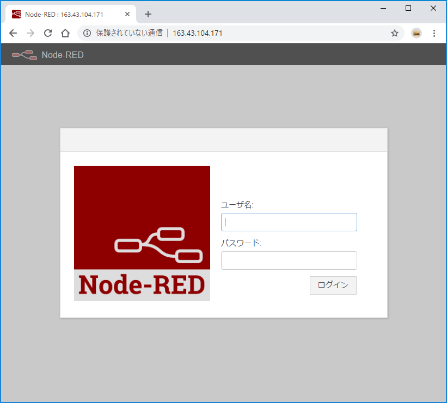 Node-RED : 163.43.104.171
保護されていない通信 | 163.43.104.171
Node-RED
ユーザ名:
パスワード:
Node-RED
ログイン